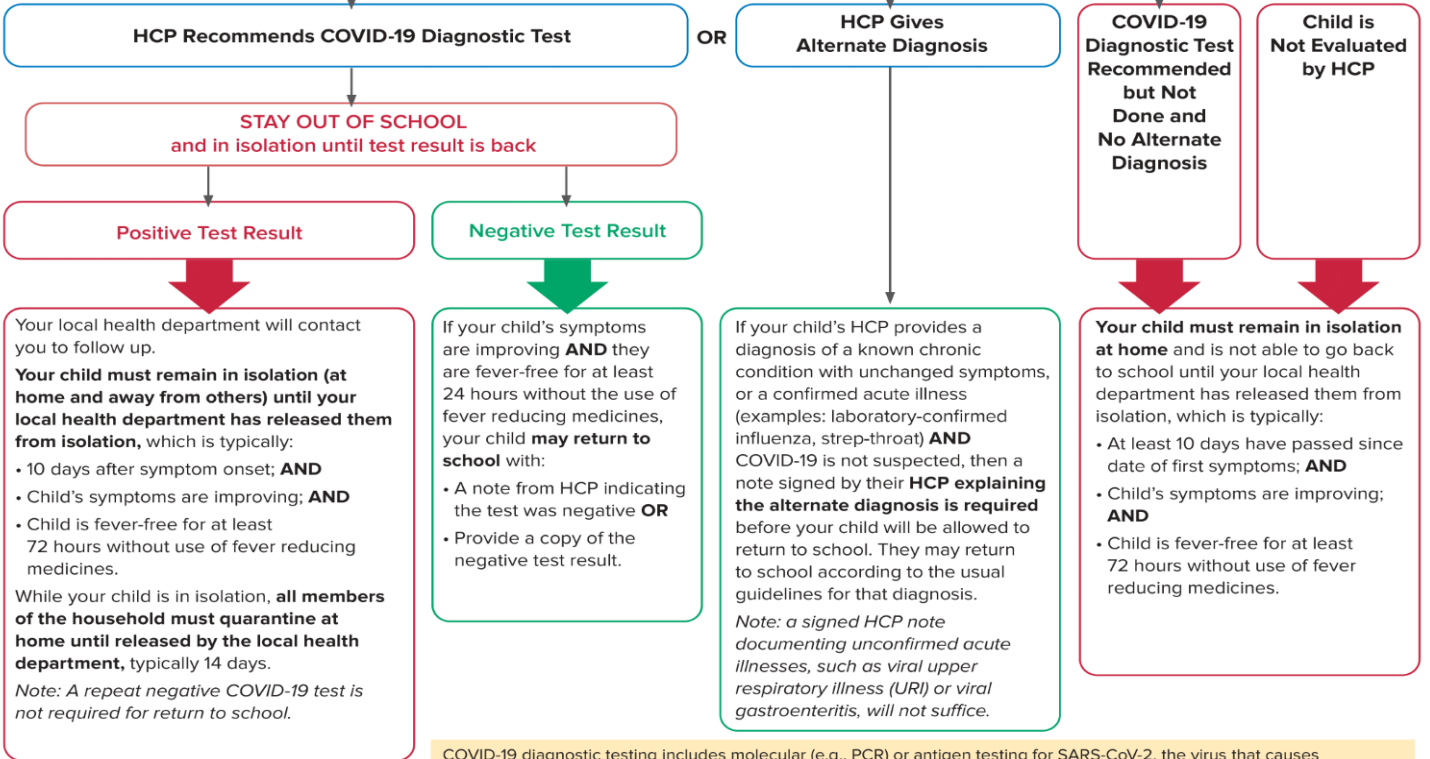 HCP Recommends COVID-19 Diagnostic Test
OR
HCP Gives
Alternate Diagnosis
COVID-19
Diagnostic Test
Recommended
but Not
Done and
No Alternate
Diagnosis
Child is
Not Evaluated
by HCP
STAY OUT OF SCHOOL
and in isolation until test result is back
Positive Test Result
Negative Test Result
Your local health department will contact
you to follow up.
Your child must remain in isolation (at
home and away from others) until your
local health department has released them
from isolation, which is typically:
• 10 days after symptom onset; AND
• Child's symptoms are improving; AND
• Child is fever-free for at least
72 hours without use of fever reducing
medicines.
While your child is in isolation, all members
of the household must quarantine at
home until released by the local health
department, typically 14 days.
Note: A repeat negative COVID-19 test is
not required for return to school.
If your child's symptoms
are improving AND they
are fever-free for at least
24 hours without the use of
fever reducing medicines,
your child may return to
school with:
• A note from HCP indicating
the test was negative OR
• Provide a copy of the
negative test result.
If your child's HCP provides a
diagnosis of a known chronic
condition with unchanged symptoms,
or a confirmed acute illness
(examples: laboratory-confirmed
influenza, strep-throat) AND
COVID-19 is not suspected, then a
note signed by their HCP explaining
the alternate diagnosis is required
before your child will be allowed to
return to school. They may return
to school according to the usual
guidelines for that diagnosis.
Note: a signed HCP note
documenting unconfirmed acute
illnesses, such as viral upper
respiratory illness (URI) or viral
gastroenteritis, will not suffice.
Your child must remain in isolation
at home and is not able to go back
to school until your local health
department has released them from
isolation, which is typically:
• At least 10 days have passed since
date of first symptoms; AND
• Child's symptoms are improving;
AND
• Child is fever-free for at least
72 hours without use of fever
reducing medicines.
COVID-19 diagnostic testing includes molecular (e.g., PCR) or antigen testing for SARS-CoV-2, the virus that causes